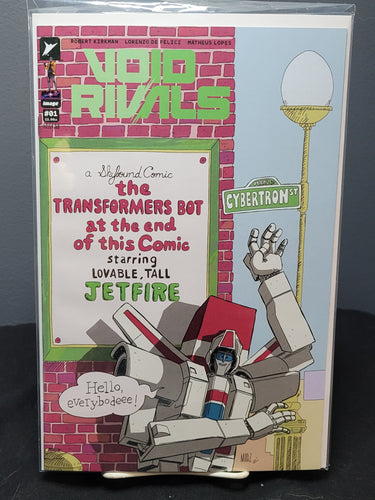 ROBERT KIRKMAN LORENZO DE FELICI MATHEUS LOPES
VOID
RIVALS
image
#01
a Skybound Comic
the
TRANSFORMERS BOT
at the end
of this Comic
starring
LOVABLE, TALL
JETFIRE
CYBERTRON ST
Hello,
everybodeee!